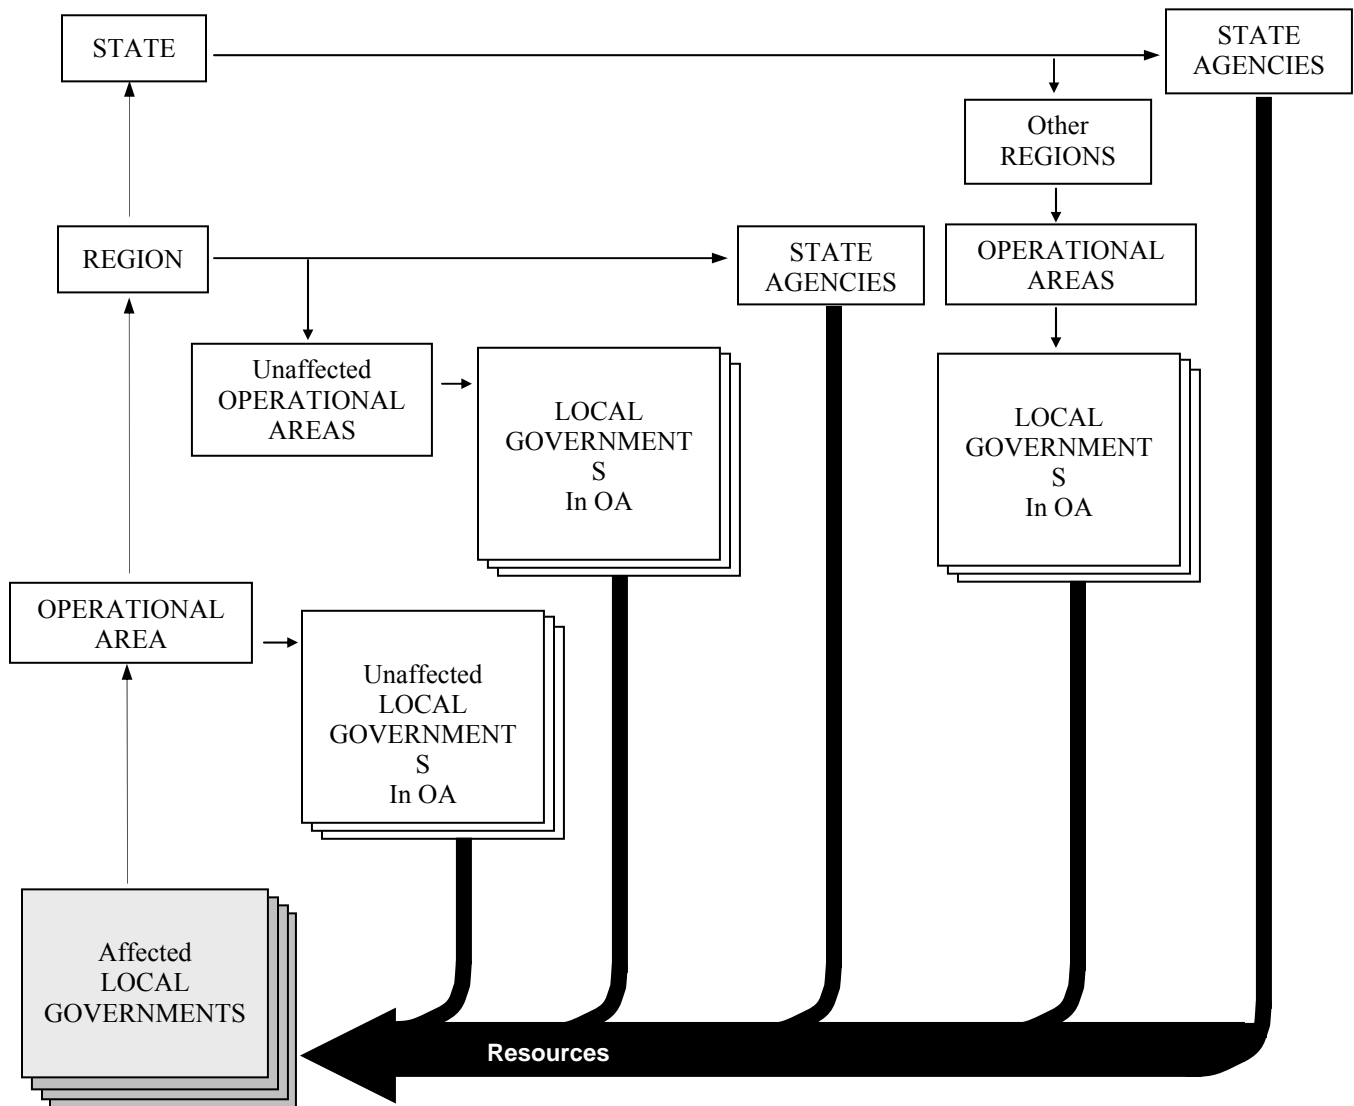 STATE
STATE
AGENCIES
Other
REGIONS
REGION
STATE
AGENCIES
OPERATIONAL
AREAS
Unaffected
OPERATIONAL
AREAS
LOCAL
GOVERNMENT
S
In OA
LOCAL
GOVERNMENT
S
In OA
OPERATIONAL
AREA
Unaffected
LOCAL
GOVERNMENT
S
In OA
Affected
LOCAL
GOVERNMENTS
Resources